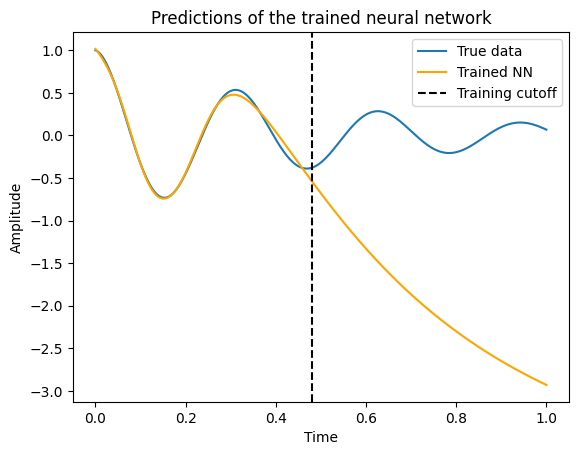 Predictions of the trained neural network
True data
Trained NN
Training cutoff
Amplitude
1.0
0.5
0.0
−0.5
−1.0
−1.5
−2.0
−2.5
−3.0
0.0 0.2 0.4 0.6 0.8 1.0
Time